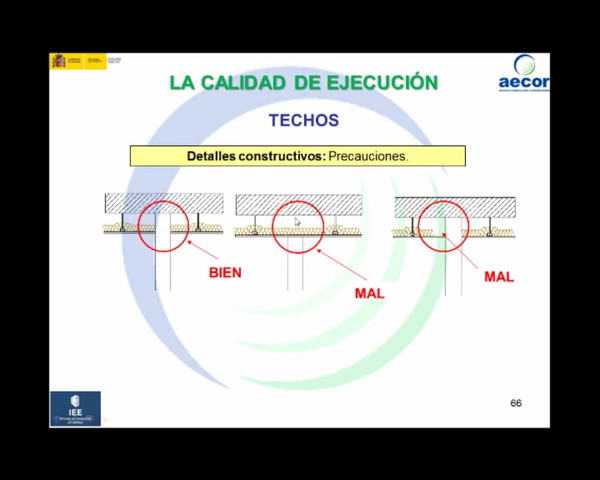 LA CALIDAD DE EJECUCIÓN
aecor
TECHOS
Detalles constructivos: Precauciones.
BIEN
MAL
MAL
IEE
66